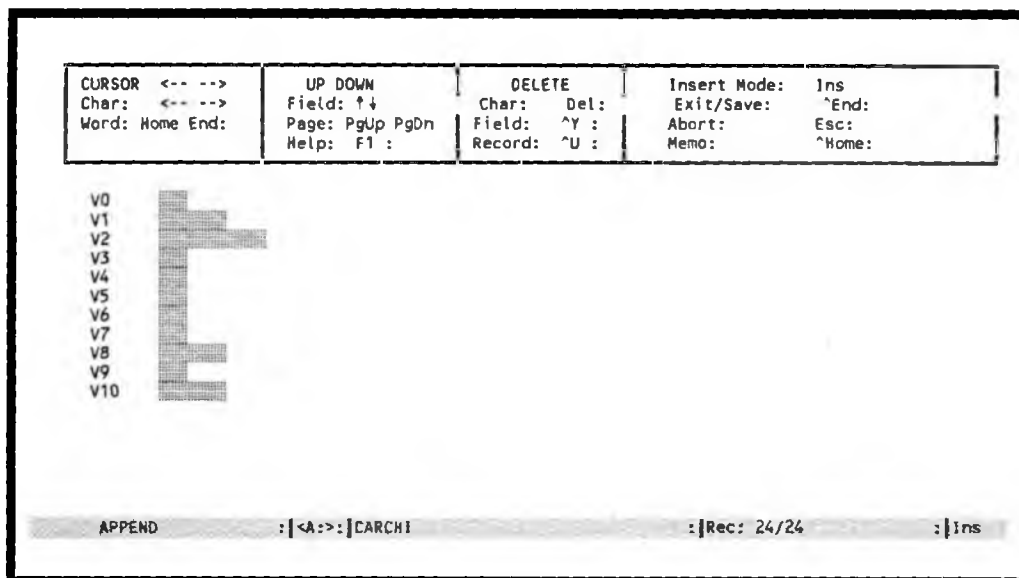 CURSOR <-- --> UP DOWN DELETE Insert Mode: Ins
Char: <-- --> Field: ↑↓ Char: Del: Exit/Save: ^End:
Word: Home End: Page: PgUp PgDn Field: ^Y : Abort: Esc:
Help: F1 : Record: ^U : Memo: ^Home:
V0
V1
V2
V3
V4
V5
V6
V7
V8
V9
V10
APPEND :|<A:>:|CARCHI :|Rec: 24/24 :|Ins